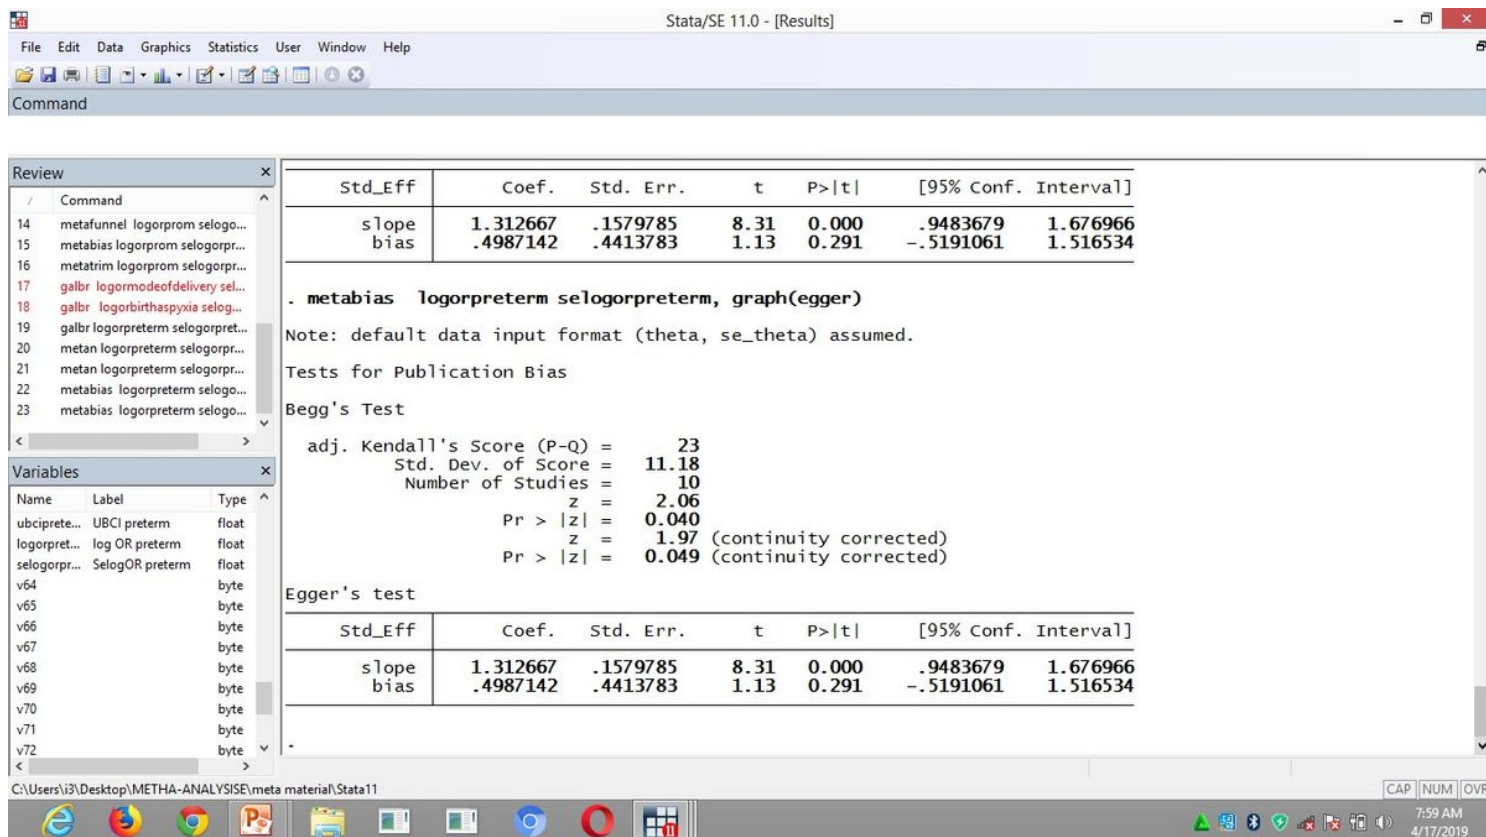 Stata/SE 11.0 - [Results]
File Edit Data Graphics Statistics User Window Help
Command
Review
/ Command
14 metafunnel logorprom selogo...
15 metabias logorprom selogorpr...
16 metatrim logorprom selogorpr...
17 galbr logormodeofdelivery sel...
18 galbr logorbirthaspyxia selog...
19 galbr logorpreterm selogorpret...
20 metan logorpreterm selogorpr...
21 metan logorpreterm selogorpr...
22 metabias logorpreterm selogo...
23 metabias logorpreterm selogo...
Variables
Name Label Type
ubciprete... UBCI preterm float
logorpret... log OR preterm float
selogorpr... SelogOR preterm float
v64 byte
v65 byte
v66 byte
v67 byte
v68 byte
v69 byte
v70 byte
v71 byte
v72 byte
Std_Eff Coef. Std. Err. t P>|t| [95% Conf. Interval]
slope 1.312667 .1579785 8.31 0.000 .9483679 1.676966
bias .4987142 .4413783 1.13 0.291 -.5191061 1.516534
. metabias logorpreterm selogorpreterm, graph(egger)
Note: default data input format (theta, se_theta) assumed.
Tests for Publication Bias
Begg's Test
adj. Kendall's Score (P-Q) = 23
Std. Dev. of Score = 11.18
Number of Studies = 10
z = 2.06
Pr > |z| = 0.040
z = 1.97 (continuity corrected)
Pr > |z| = 0.049 (continuity corrected)
Egger's test
Std_Eff Coef. Std. Err. t P>|t| [95% Conf. Interval]
slope 1.312667 .1579785 8.31 0.000 .9483679 1.676966
bias .4987142 .4413783 1.13 0.291 -.5191061 1.516534
.
C:\Users\i3\Desktop\METHA-ANALYSISE\meta material\Stata11
CAP NUM OVR
7:59 AM
4/17/2019